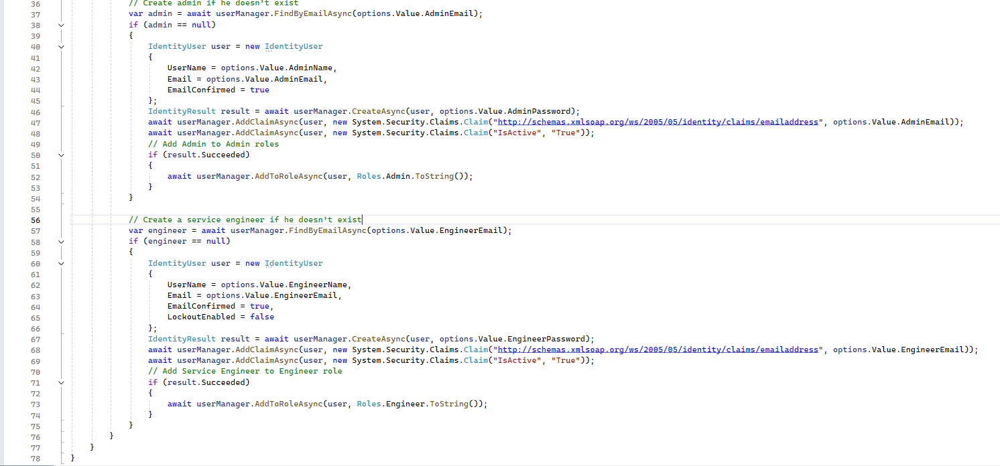 36 // Create admin if he doesn't exist
37 var admin = await userManager.FindByEmailAsync(options.Value.AdminEmail);
38 if (admin == null)
39 {
40 IdentityUser user = new IdentityUser
41 {
42 UserName = options.Value.AdminName,
43 Email = options.Value.AdminEmail,
44 EmailConfirmed = true
45 };
46 IdentityResult result = await userManager.CreateAsync(user, options.Value.AdminPassword);
47 await userManager.AddClaimAsync(user, new System.Security.Claims.Claim("http://schemas.xmlsoap.org/ws/2005/05/identity/claims/emailaddress", options.Value.AdminEmail));
48 await userManager.AddClaimAsync(user, new System.Security.Claims.Claim("IsActive", "True"));
49 // Add Admin to Admin roles
50 if (result.Succeeded)
51 {
52 await userManager.AddToRoleAsync(user, Roles.Admin.ToString());
53 }
54 }
55
56 // Create a service engineer if he doesn't exist
57 var engineer = await userManager.FindByEmailAsync(options.Value.EngineerEmail);
58 if (engineer == null)
59 {
60 IdentityUser user = new IdentityUser
61 {
62 UserName = options.Value.EngineerName,
63 Email = options.Value.EngineerEmail,
64 EmailConfirmed = true,
65 LockoutEnabled = false
66 };
67 IdentityResult result = await userManager.CreateAsync(user, options.Value.EngineerPassword);
68 await userManager.AddClaimAsync(user, new System.Security.Claims.Claim("http://schemas.xmlsoap.org/ws/2005/05/identity/claims/emailaddress", options.Value.EngineerEmail));
69 await userManager.AddClaimAsync(user, new System.Security.Claims.Claim("IsActive", "True"));
70 // Add Service Engineer to Engineer role
71 if (result.Succeeded)
72 {
73 await userManager.AddToRoleAsync(user, Roles.Engineer.ToString());
74 }
75 }
76 }
77 }
78 }